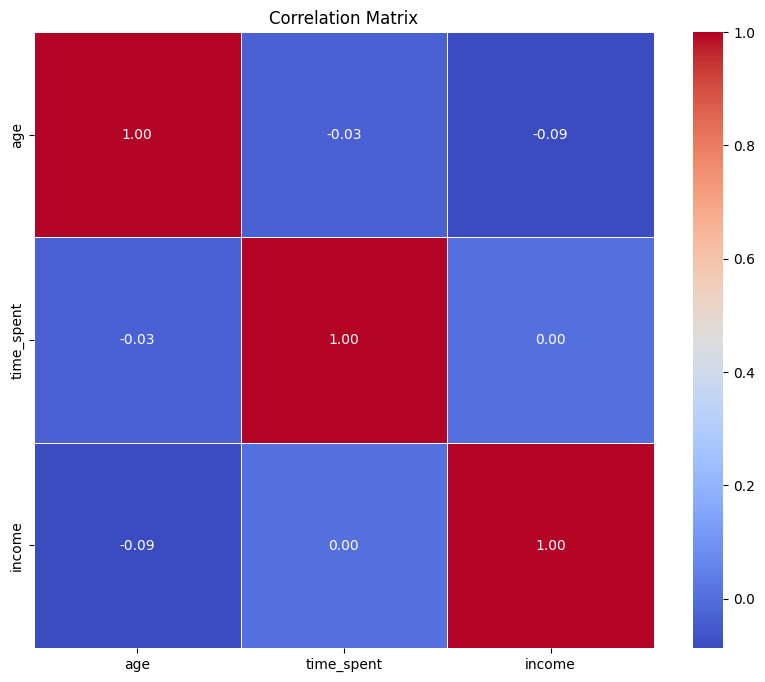 Correlation Matrix
age 1.00 -0.03 -0.09
time_spent -0.03 1.00 0.00
income -0.09 0.00 1.00
age time_spent income
1.0
0.8
0.6
0.4
0.2
0.0